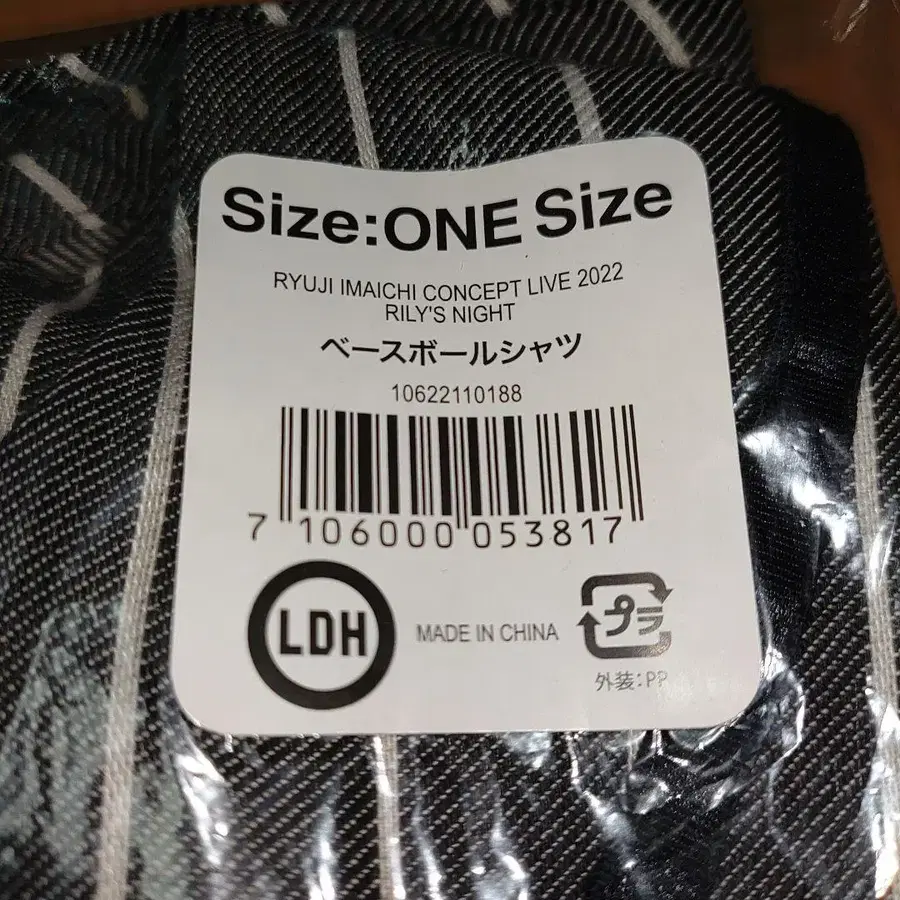 Size:ONE Size
RYUJI IMAICHI CONCEPT LIVE 2022
RILY'S NIGHT
ベースボールシャツ
10622110188
7 106000 053817
LDH
MADE IN CHINA
プラ
外装:PP